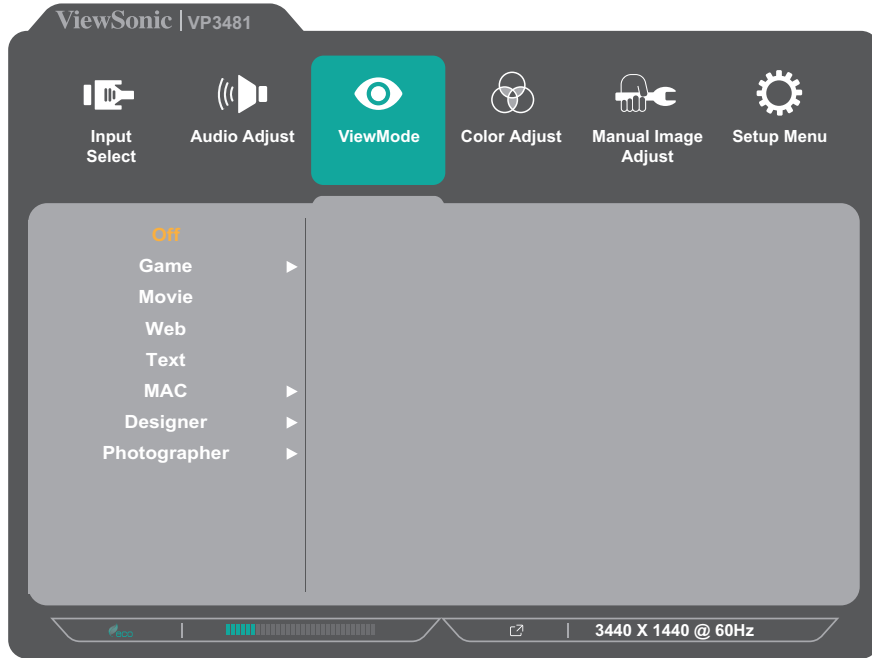 ViewSonic | VP3481
Input Select
Audio Adjust
ViewMode
Color Adjust
Manual Image Adjust
Setup Menu
Off
Game
Movie
Web
Text
MAC
Designer
Photographer
eco
3440 X 1440 @ 60Hz